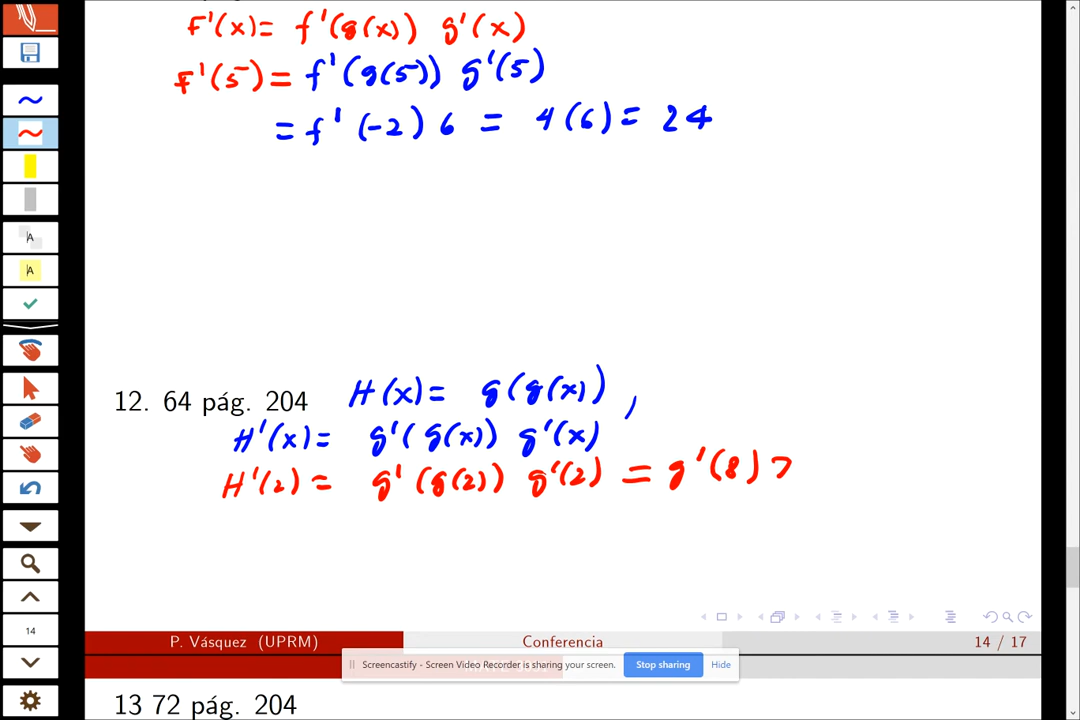 F'(x) = f'(g(x)) g'(x)
F'(5) = f'(g(5)) g'(5)
= f'(-2) 6 = 4(6) = 24
12. 64 pág. 204 H(x) = g(g(x)) ,
H'(x) = g'(g(x)) g'(x)
H'(2) = g'(g(2)) g'(2) = g'(8)
P. Vásquez (UPRM) Conferencia 14 / 17
Screencastify - Screen Video Recorder is sharing your screen. Stop sharing Hide
13 72 pág. 204
A
A
14